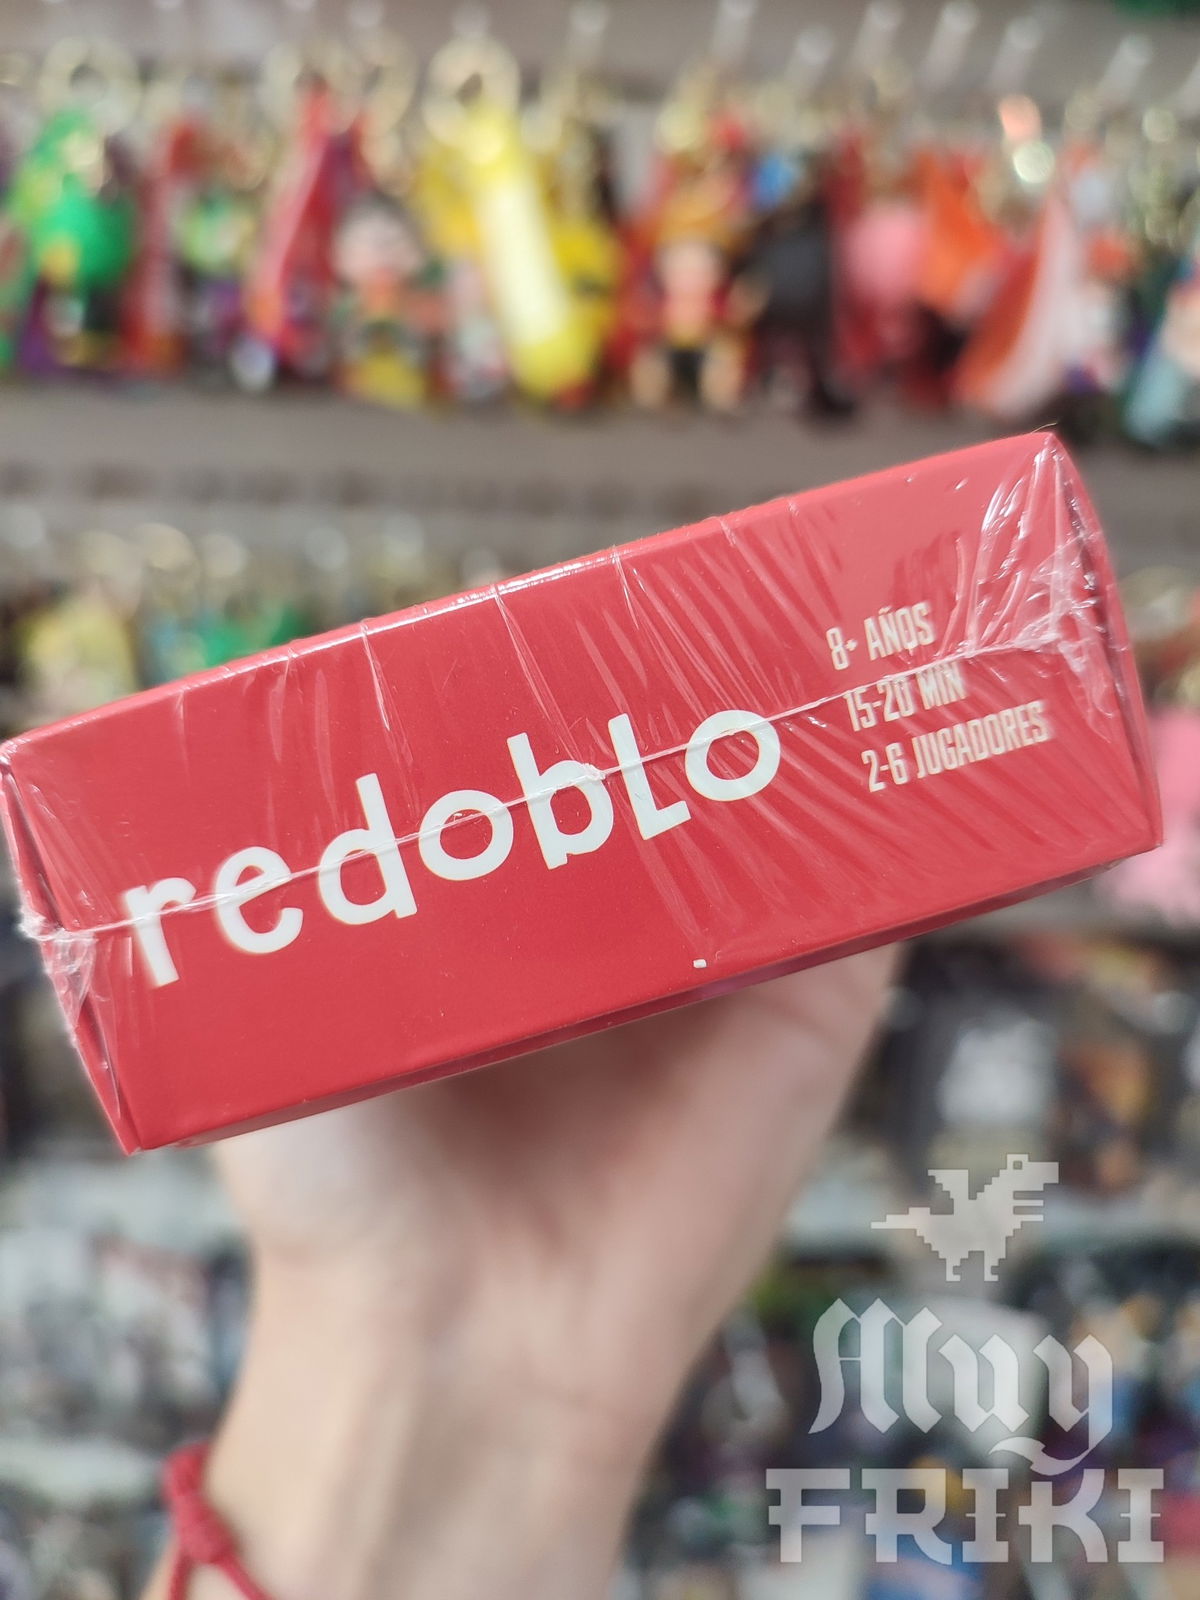 redoblo
8+ AÑOS
15-20 MIN
2-6 JUGADORES
Muy
FRIKI